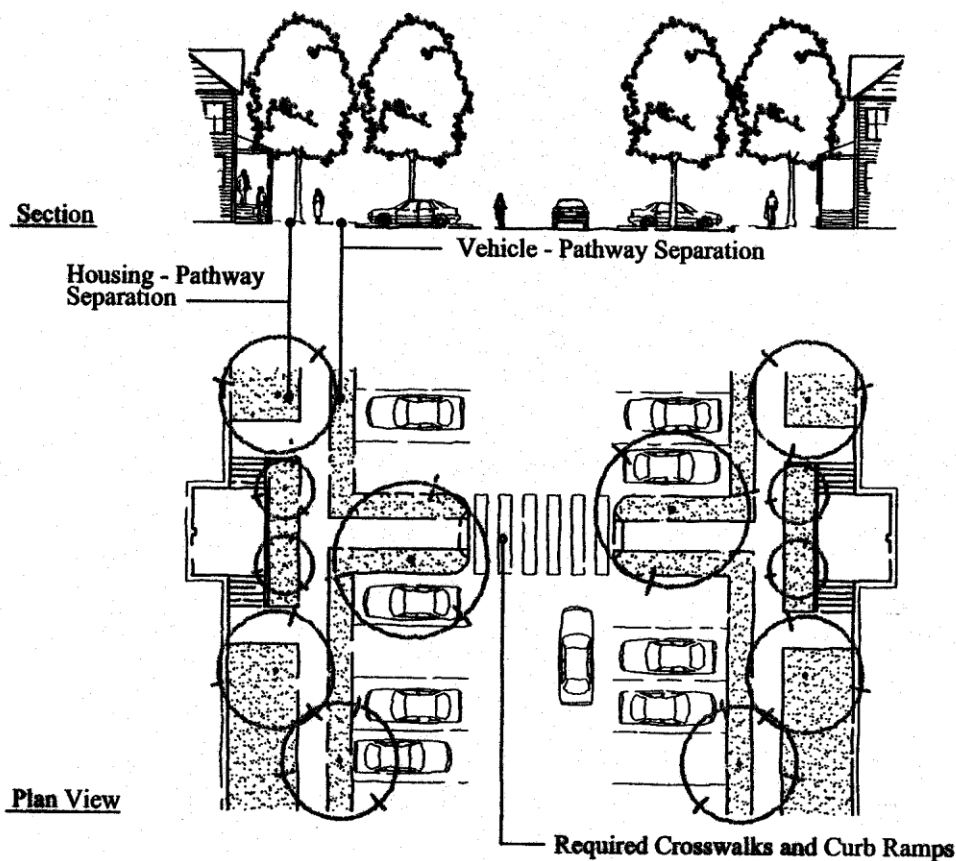 Section
Vehicle - Pathway Separation
Housing - Pathway
Separation
Plan View
Required Crosswalks and Curb Ramps